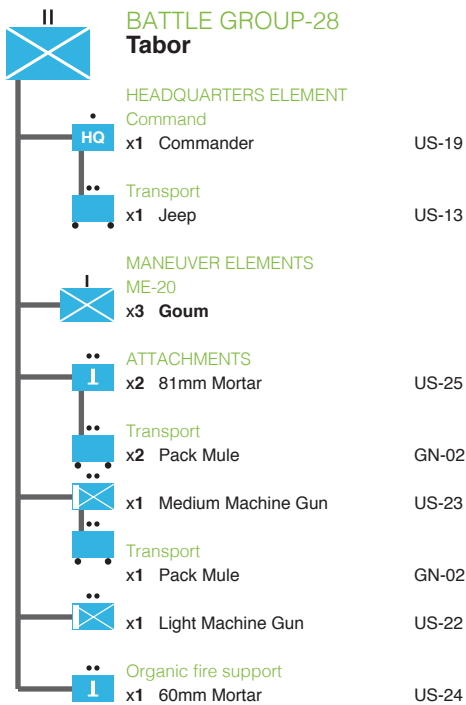 BATTLE GROUP-28
Tabor
HEADQUARTERS ELEMENT
Command
HQ x1 Commander US-19
Transport
x1 Jeep US-13
MANEUVER ELEMENTS
ME-20
x3 Goum
ATTACHMENTS
x2 81mm Mortar US-25
Transport
x2 Pack Mule GN-02
x1 Medium Machine Gun US-23
Transport
x1 Pack Mule GN-02
x1 Light Machine Gun US-22
Organic fire support
x1 60mm Mortar US-24